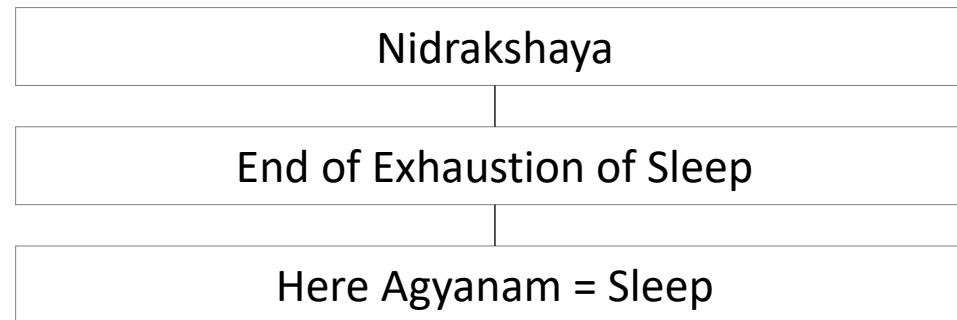 Nidrakshaya
End of Exhaustion of Sleep
Here Agyanam = Sleep